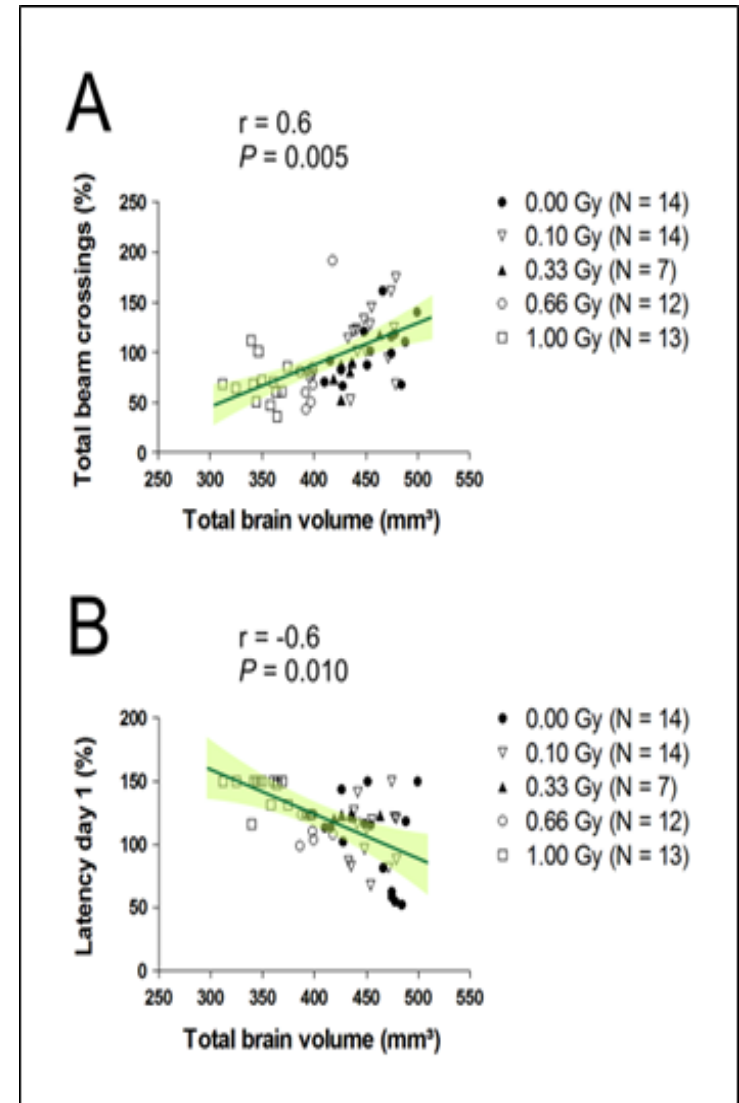 A
r = 0.6
P = 0.005
Total beam crossings (%)
250
200
150
100
50
0
250 300 350 400 450 500 550
Total brain volume (mm³)
0.00 Gy (N = 14)
0.10 Gy (N = 14)
0.33 Gy (N = 7)
0.66 Gy (N = 12)
1.00 Gy (N = 13)
B
r = -0.6
P = 0.010
Latency day 1 (%)
200
150
100
50
0
250 300 350 400 450 500 550
Total brain volume (mm³)
0.00 Gy (N = 14)
0.10 Gy (N = 14)
0.33 Gy (N = 7)
0.66 Gy (N = 12)
1.00 Gy (N = 13)